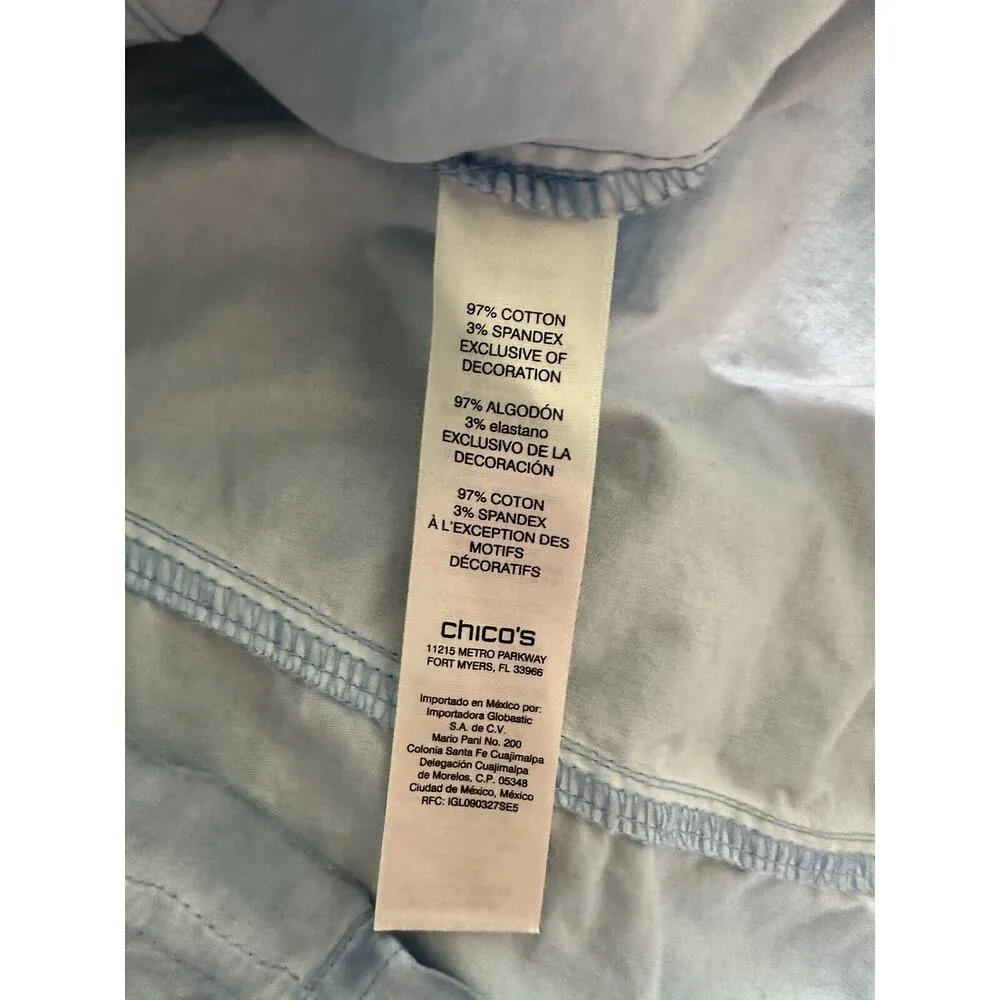 97% COTTON
3% SPANDEX
EXCLUSIVE OF
DECORATION
97% ALGODÓN
3% elastano
EXCLUSIVO DE LA
DECORACIÓN
97% COTON
3% SPANDEX
À L'EXCEPTION DES
MOTIFS
DÉCORATIFS
chico's
11215 METRO PARKWAY
FORT MYERS, FL 33966
Importado en México por:
Importadora Globastic
S.A. de C.V.
Mario Pani No. 200
Colonia Santa Fe Cuajimalpa
Delegación Cuajimalpa
de Morelos, C.P. 05348
Ciudad de México, México
RFC: IGL090327SE5